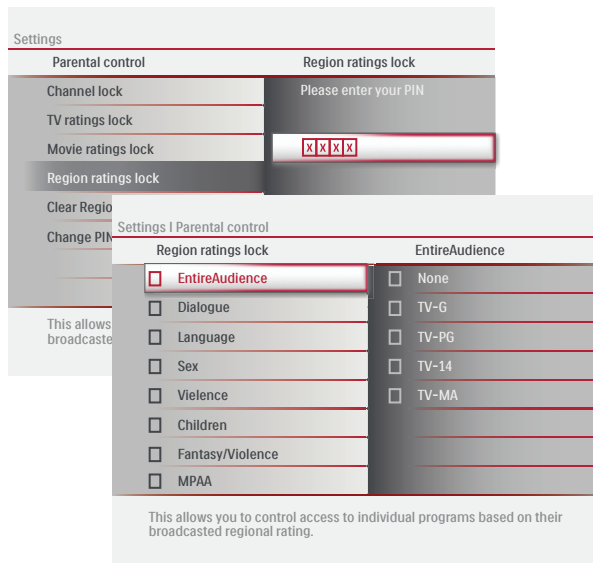 Settings
Parental control
Region ratings lock
Channel lock
Please enter your PIN
TV ratings lock
Movie ratings lock
X X X X
Region ratings lock
Clear Regio
Change PIN
This allows
broadcaste
Settings I Parental control
Region ratings lock
EntireAudience
EntireAudience
None
Dialogue
TV-G
Language
TV-PG
Sex
TV-14
Vielence
TV-MA
Children
Fantasy/Violence
MPAA
This allows you to control access to individual programs based on their
broadcasted regional rating.